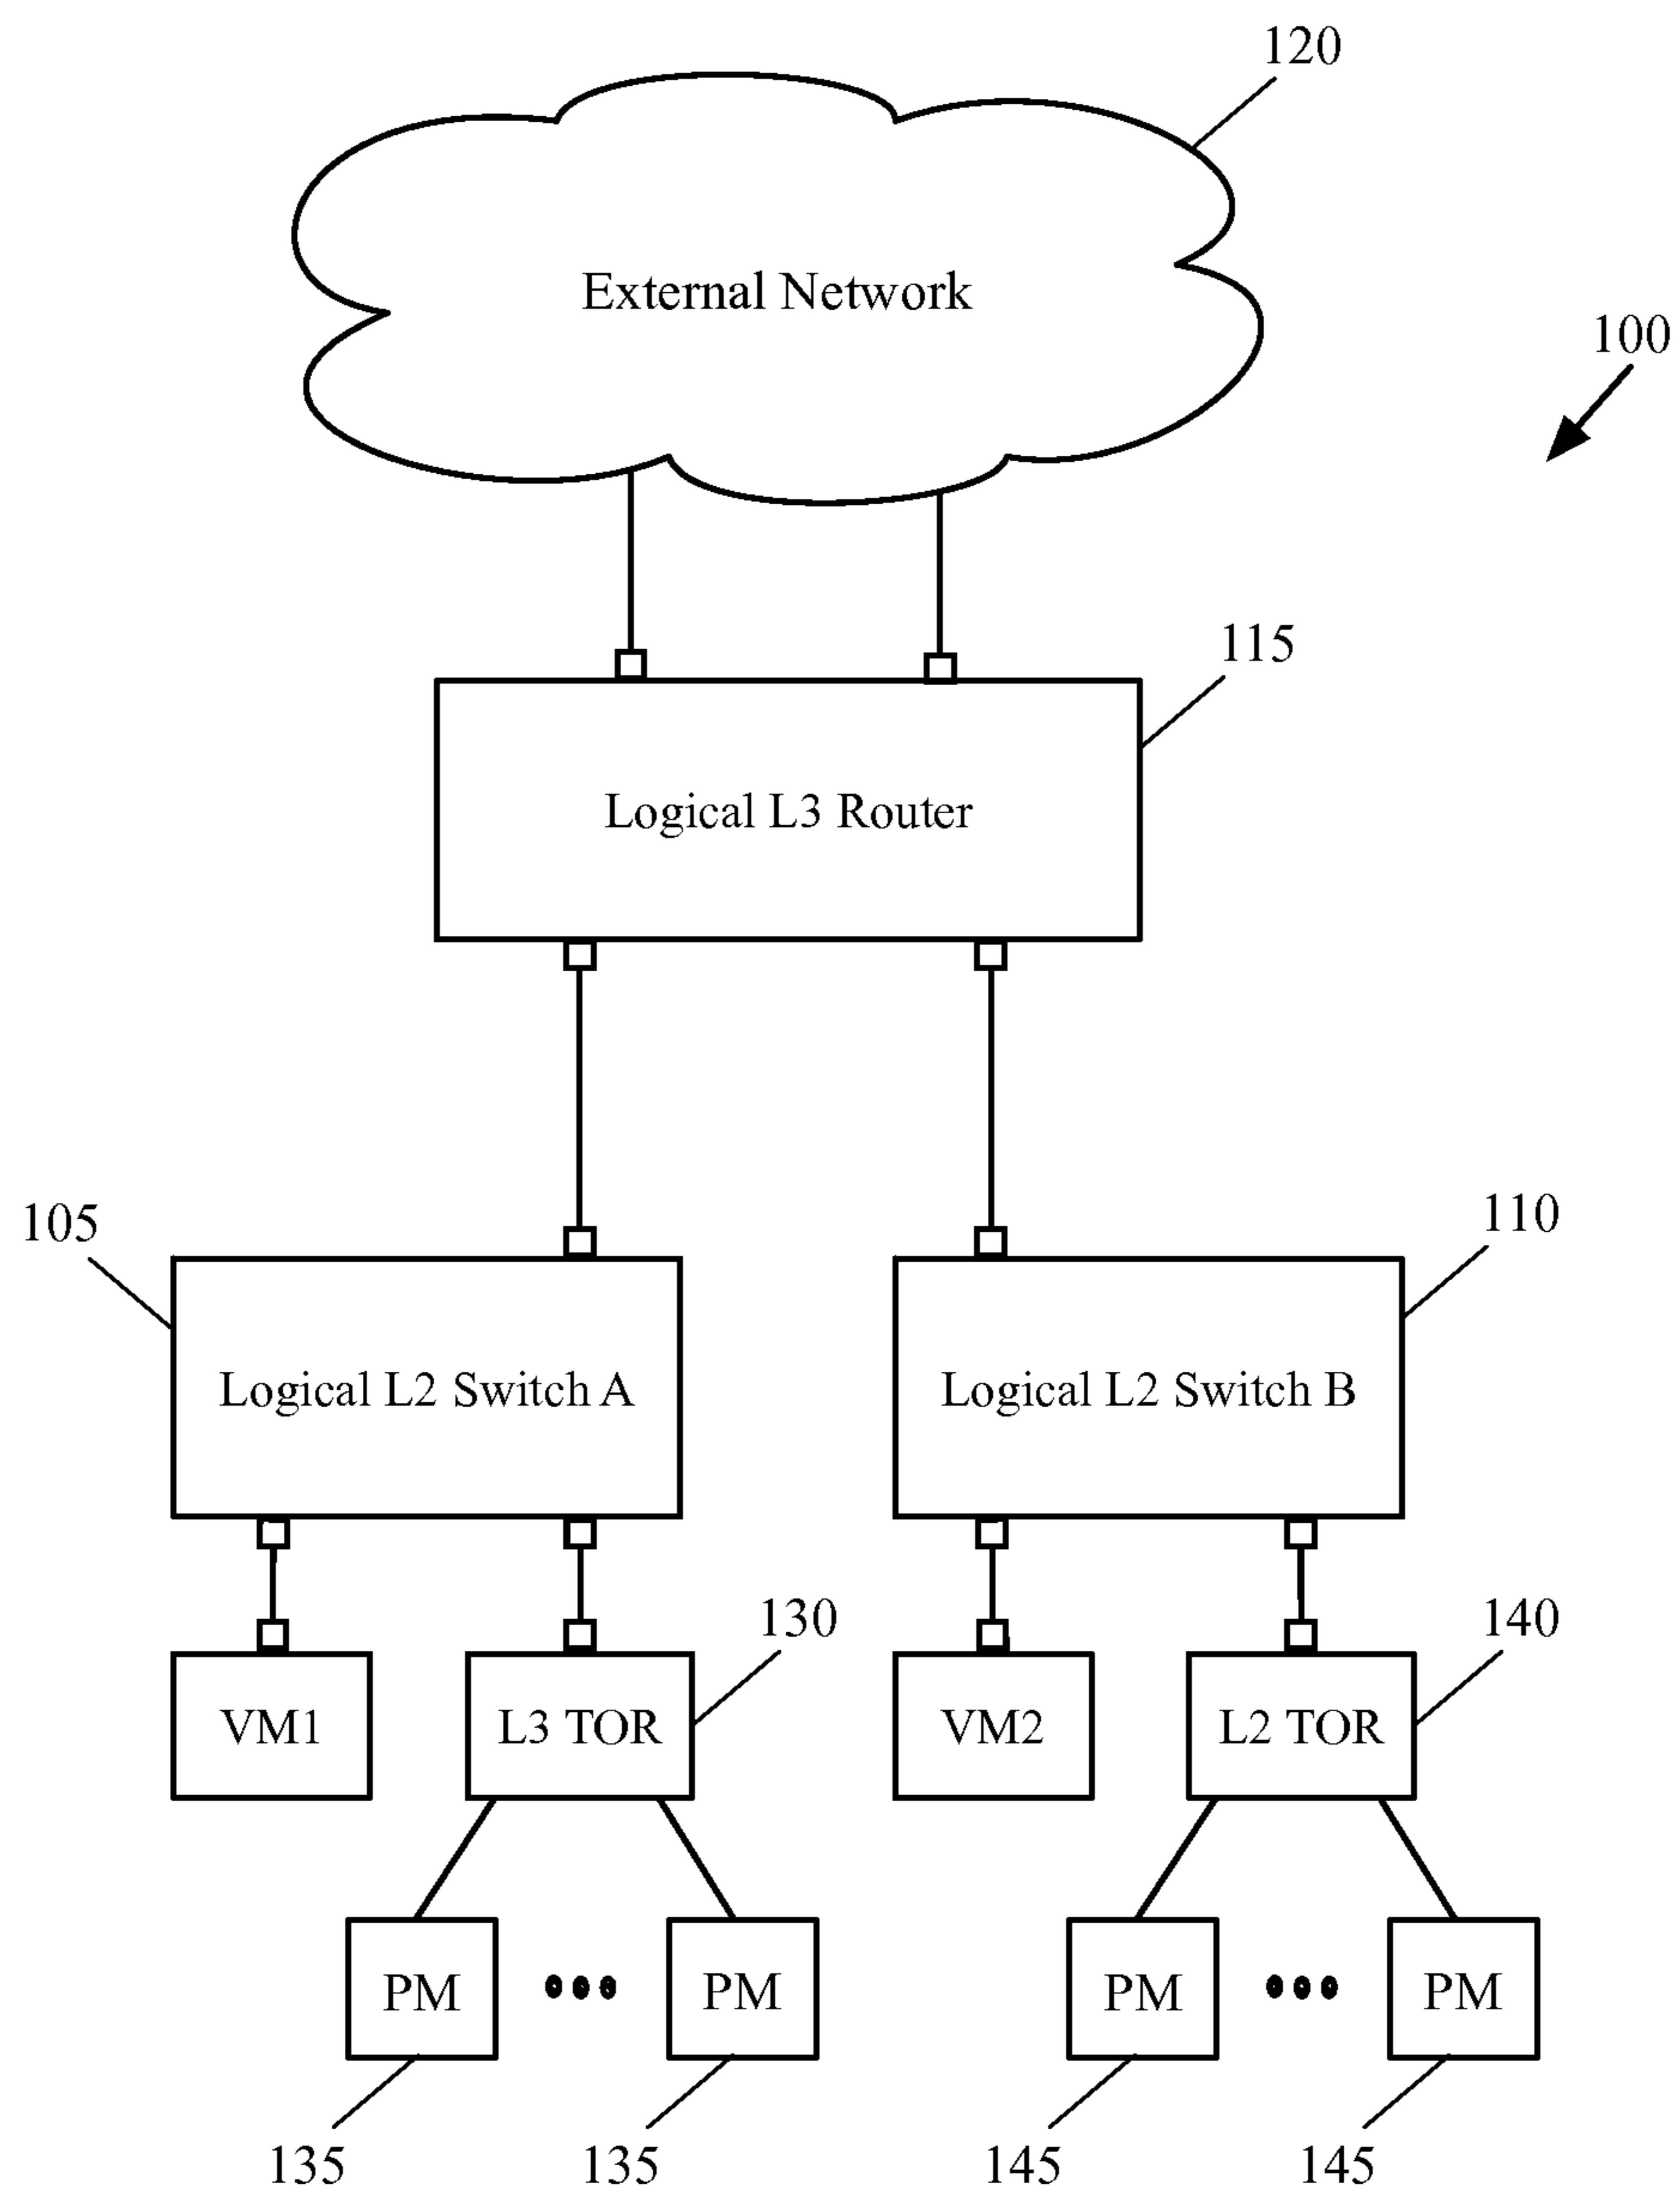 120
External Network
100
115
Logical L3 Router
105
110
Logical L2 Switch A
Logical L2 Switch B
130
140
VM1
L3 TOR
VM2
L2 TOR
PM
PM
PM
PM
135
135
145
145